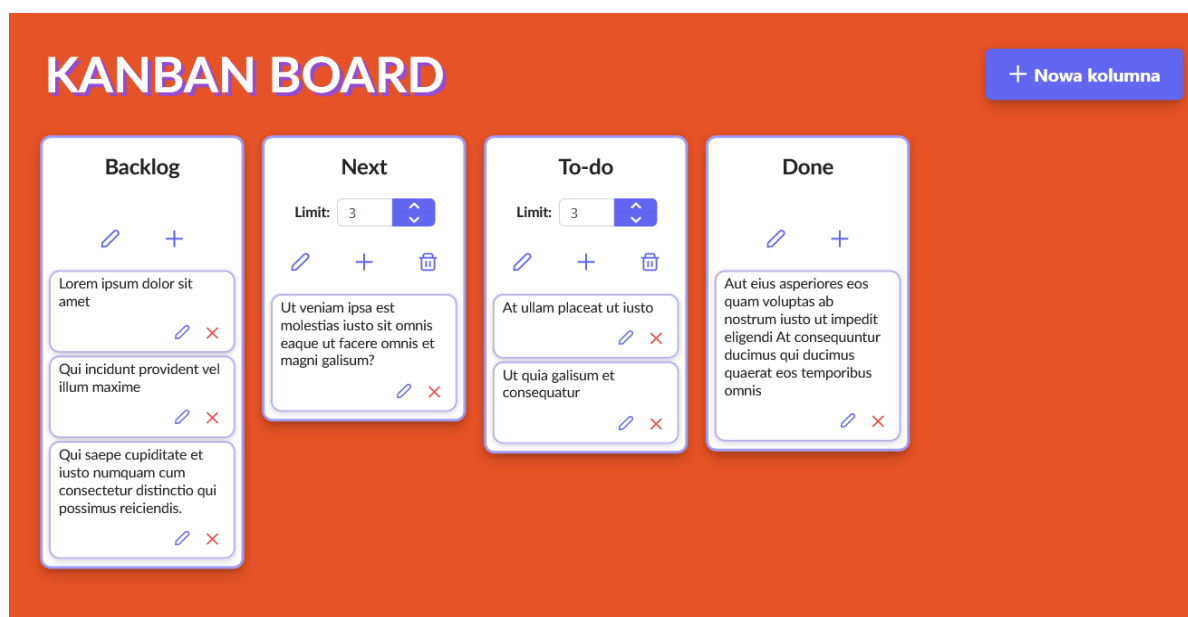 KANBAN BOARD
Nowa kolumna
Backlog
Lorem ipsum dolor sit
amet
Qui incidunt provident vel
illum maxime
Qui saepe cupiditate et
iusto numquam cum
consectetur distinctio qui
possimus reiciendis.
Next
Limit: 3
Ut veniam ipsa est
molestias iusto sit omnis
eaque ut facere omnis et
magni galisum?
To-do
Limit: 3
At ullam placeat ut iusto
Ut quia galisum et
consequatur
Done
Aut eius asperiores eos
quam voluptas ab
nostrum iusto ut impedit
eligendi At consequuntur
ducimus qui ducimus
quaerat eos temporibus
omnis